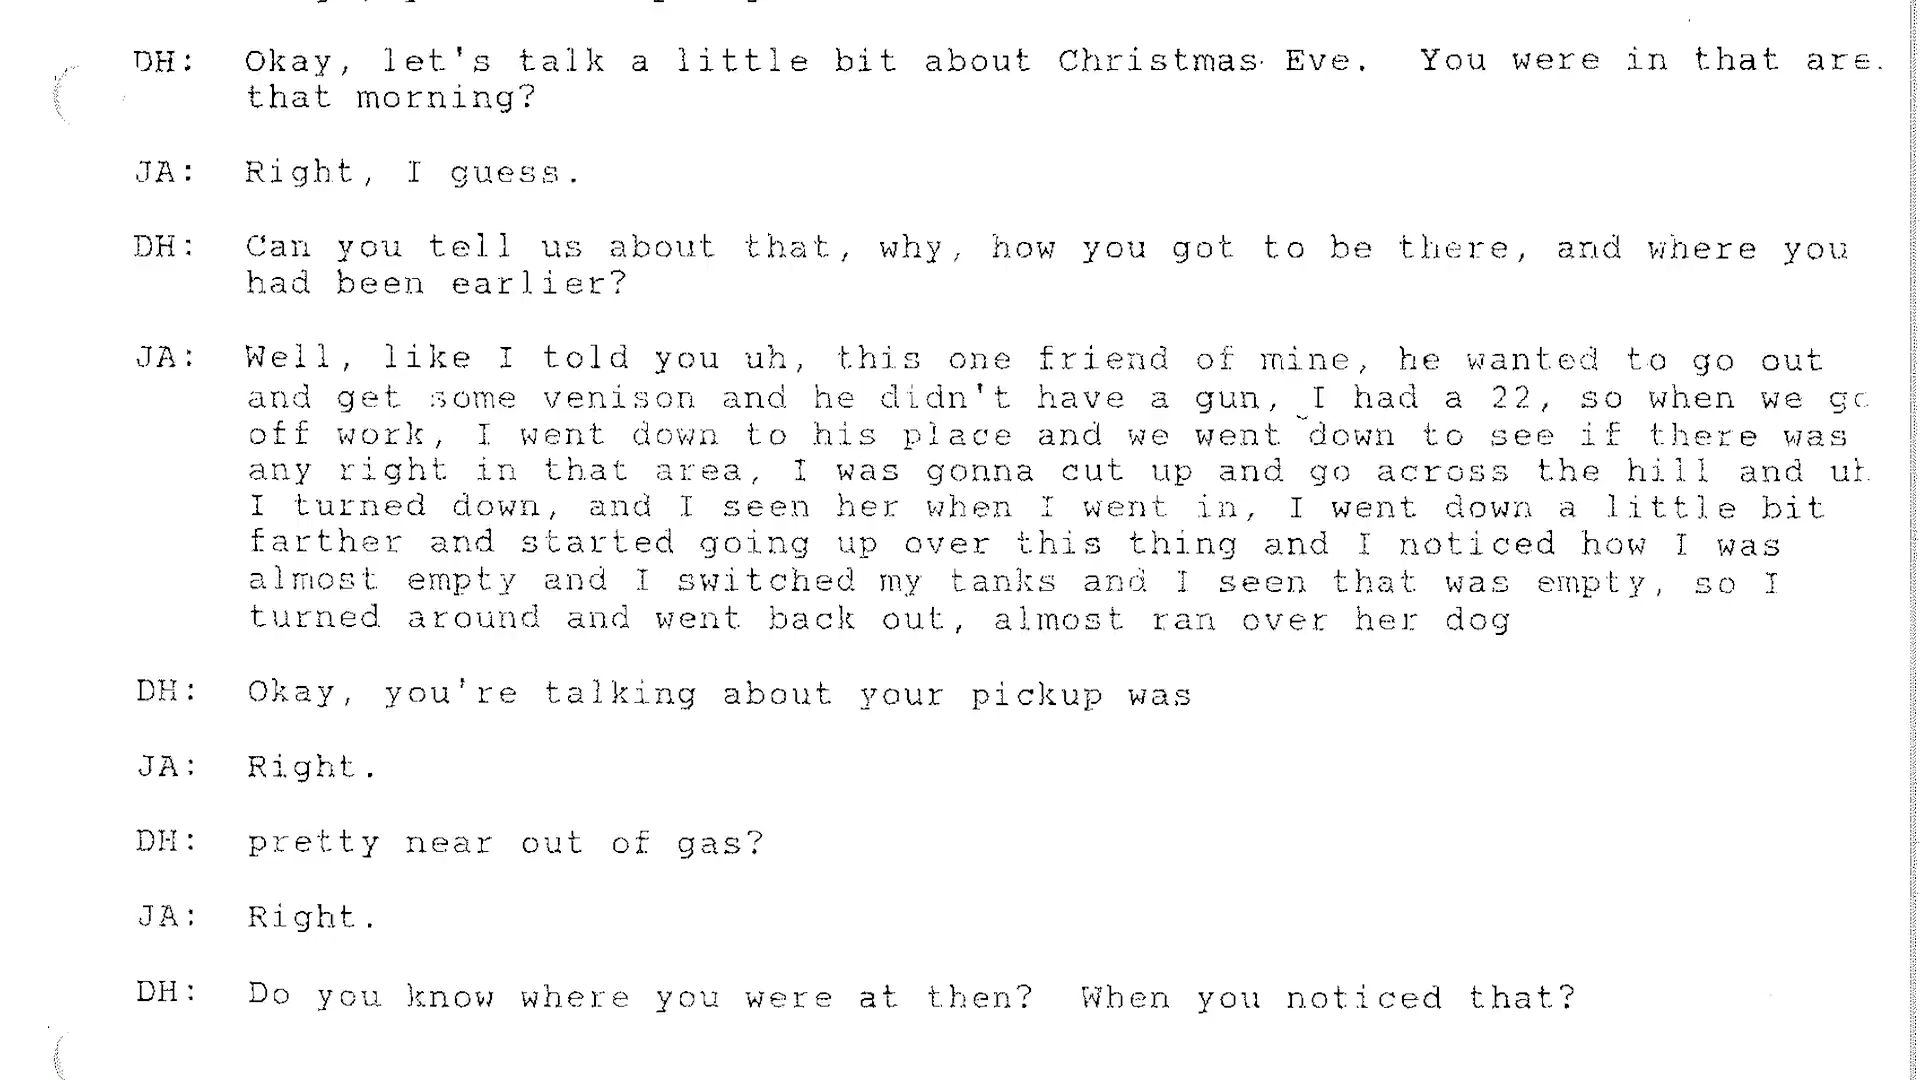 DH: Okay, let's talk a little bit about Christmas Eve. You were in that
that morning?
JA: Right, I guess.
DH: Can you tell us about that, why, how you got to be there, and where you
had been earlier?
JA: Well, like I told you uh, this one friend of mine, he wanted to go out
and get some venison and he didn't have a gun, I had a 22, so when we
off work, I went down to his place and we went down to see if there was
any right in that area, I was gonna cut up and go across the hill and
I turned down, and I seen her when I went in, I went down a little bit
farther and started going up over this thing and I noticed how I was
almost empty and I switched my tanks and I seen that was empty, so I
turned around and went back out, almost ran over her dog
DH: Okay, you're talking about your pickup was
JA: Right.
DH: pretty near out of gas?
JA: Right.
DH: Do you know where you were at then? When you noticed that?